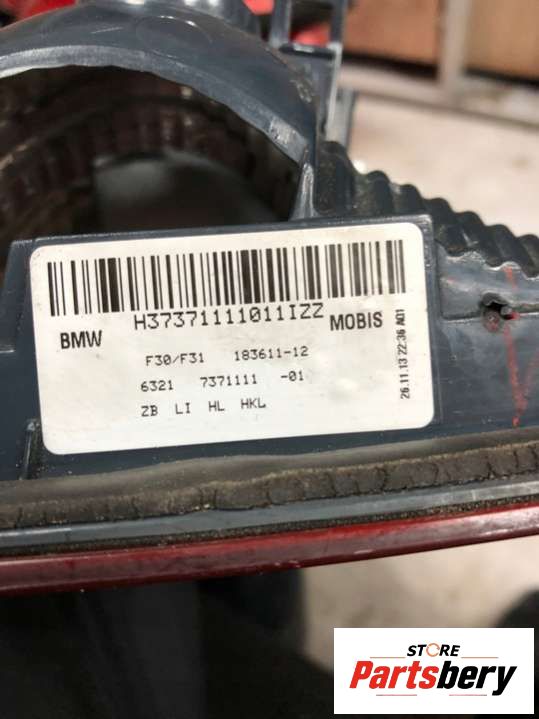 H37371111011IZZ
BMW MOBIS
F30/F31 183611-12
6321 7371111 -01
ZB LI HL HKL
26.11.13 22:36 A01
STORE
Partsbery